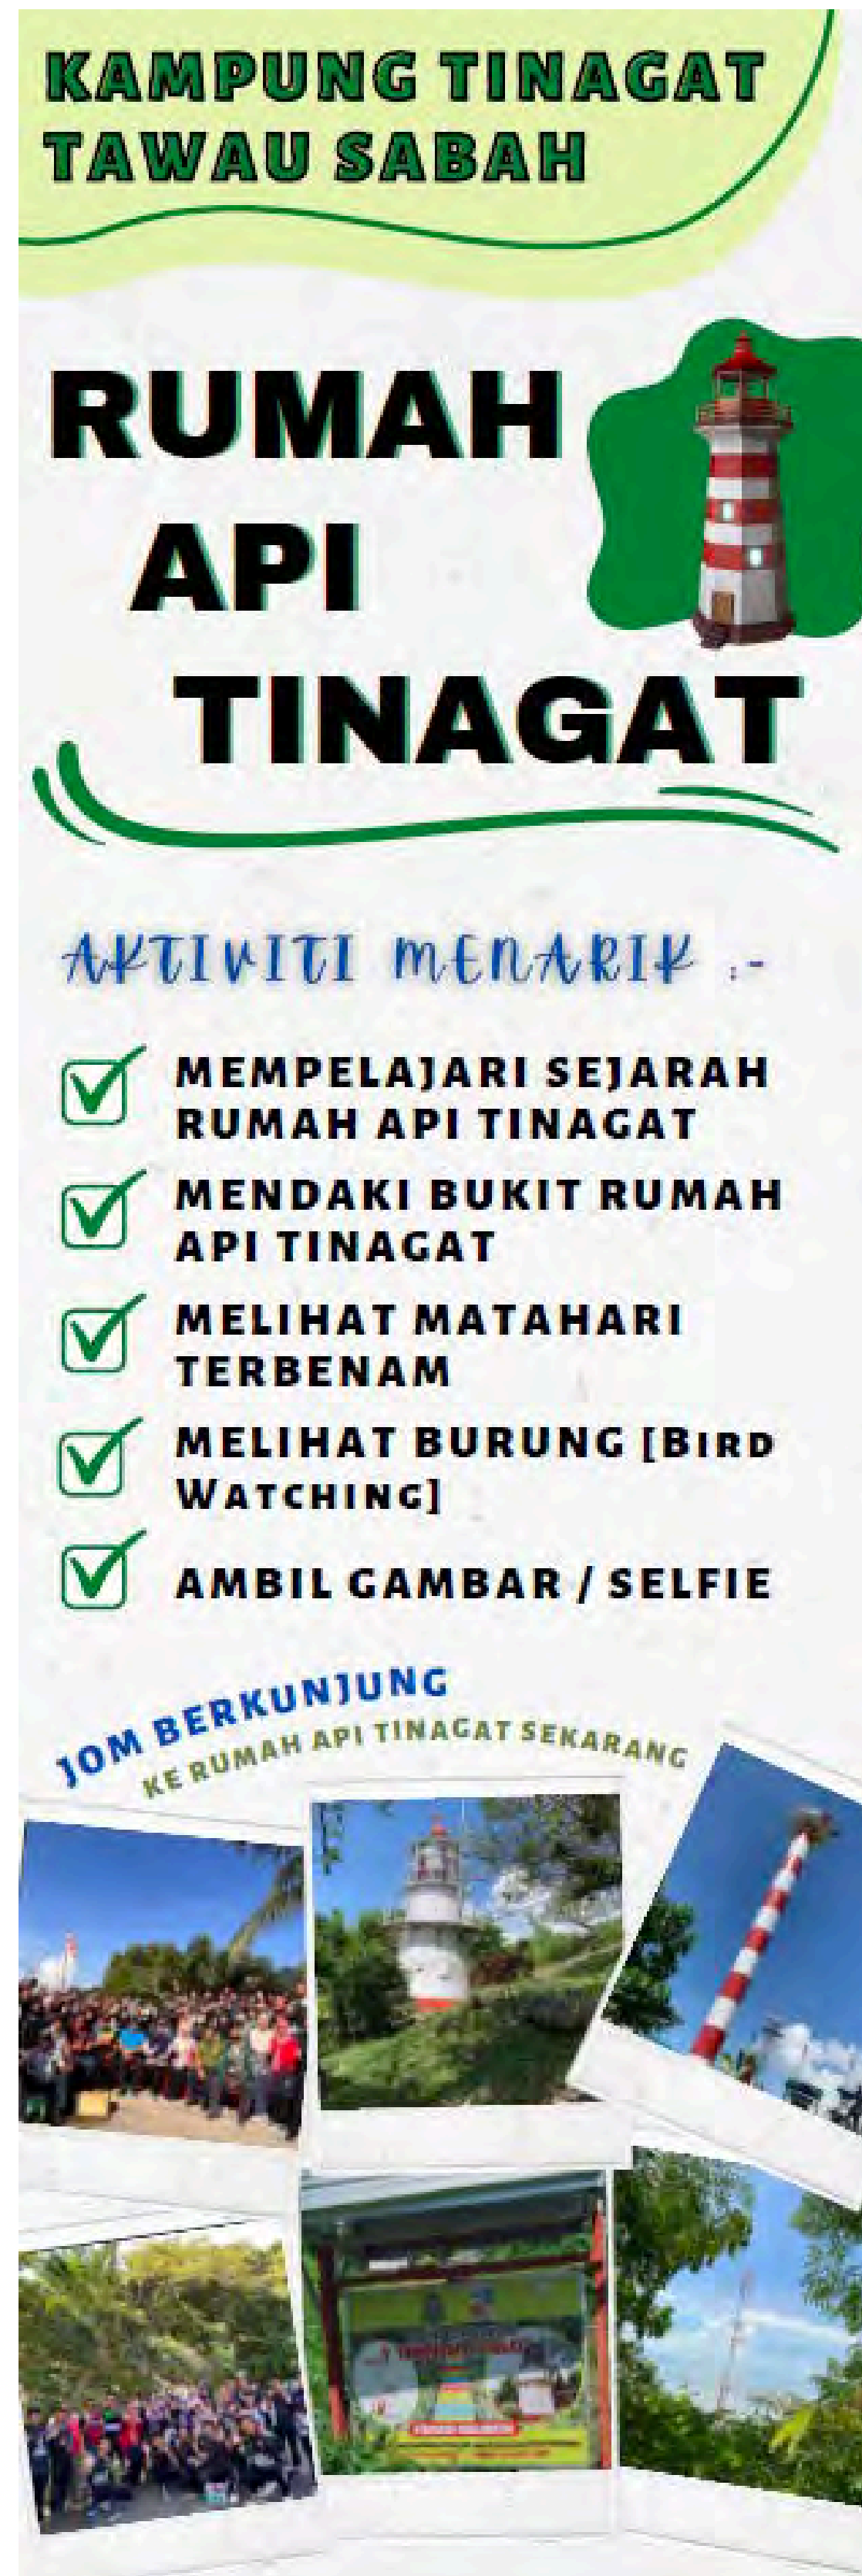 KAMPUNG TINAGAT
TAWAU SABAH
RUMAH
API
TINAGAT
AKTIVITI MENARIK :-
MEMPELAJARI SEJARAH
RUMAH API TINAGAT
MENDAKI BUKIT RUMAH
API TINAGAT
MELIHAT MATAHARI
TERBENAM
MELIHAT BURUNG [BIRD
WATCHING]
AMBIL GAMBAR / SELFIE
JOM BERKUNJUNG
KE RUMAH API TINAGAT SEKARANG